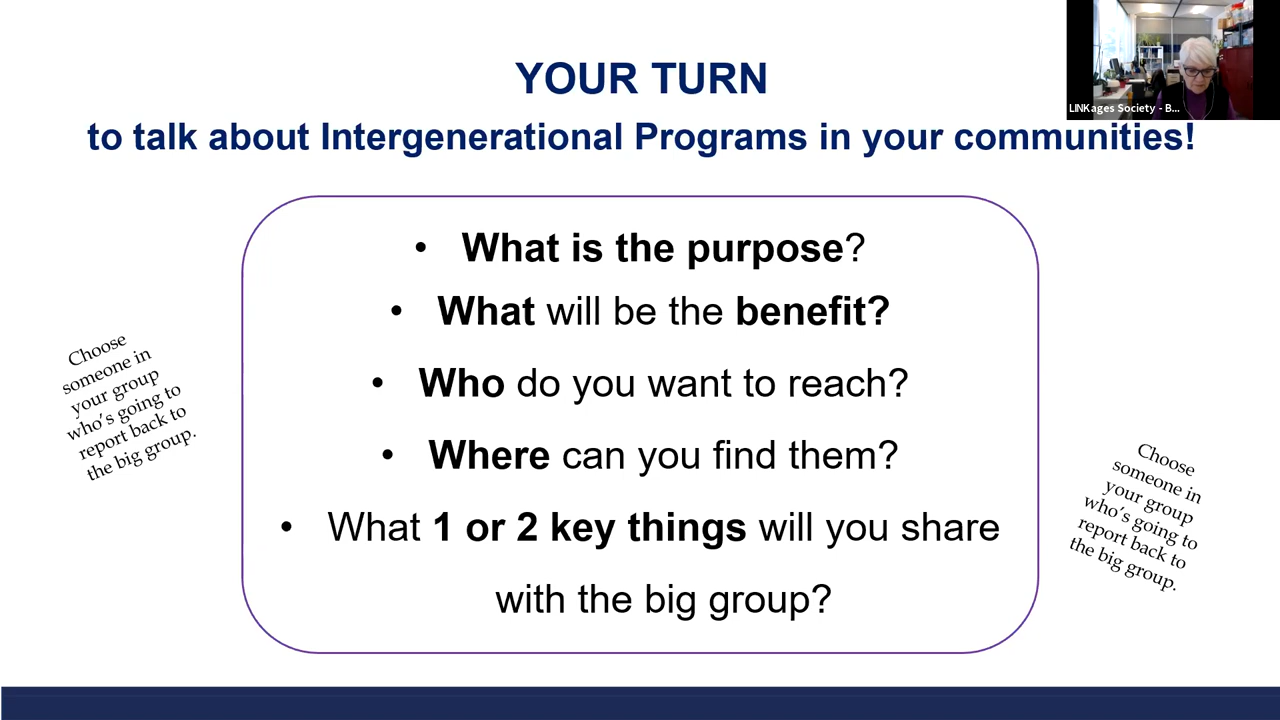 YOUR TURN
LINKages Society - B...
to talk about Intergenerational Programs in your communities!
• What is the purpose?
• What will be the benefit?
• Who do you want to reach?
• Where can you find them?
• What 1 or 2 key things will you share
with the big group?
Choose
someone in
your group
who's going to
report back to
the big group.
Choose
someone in
your group
who's going to
report back to
the big group.